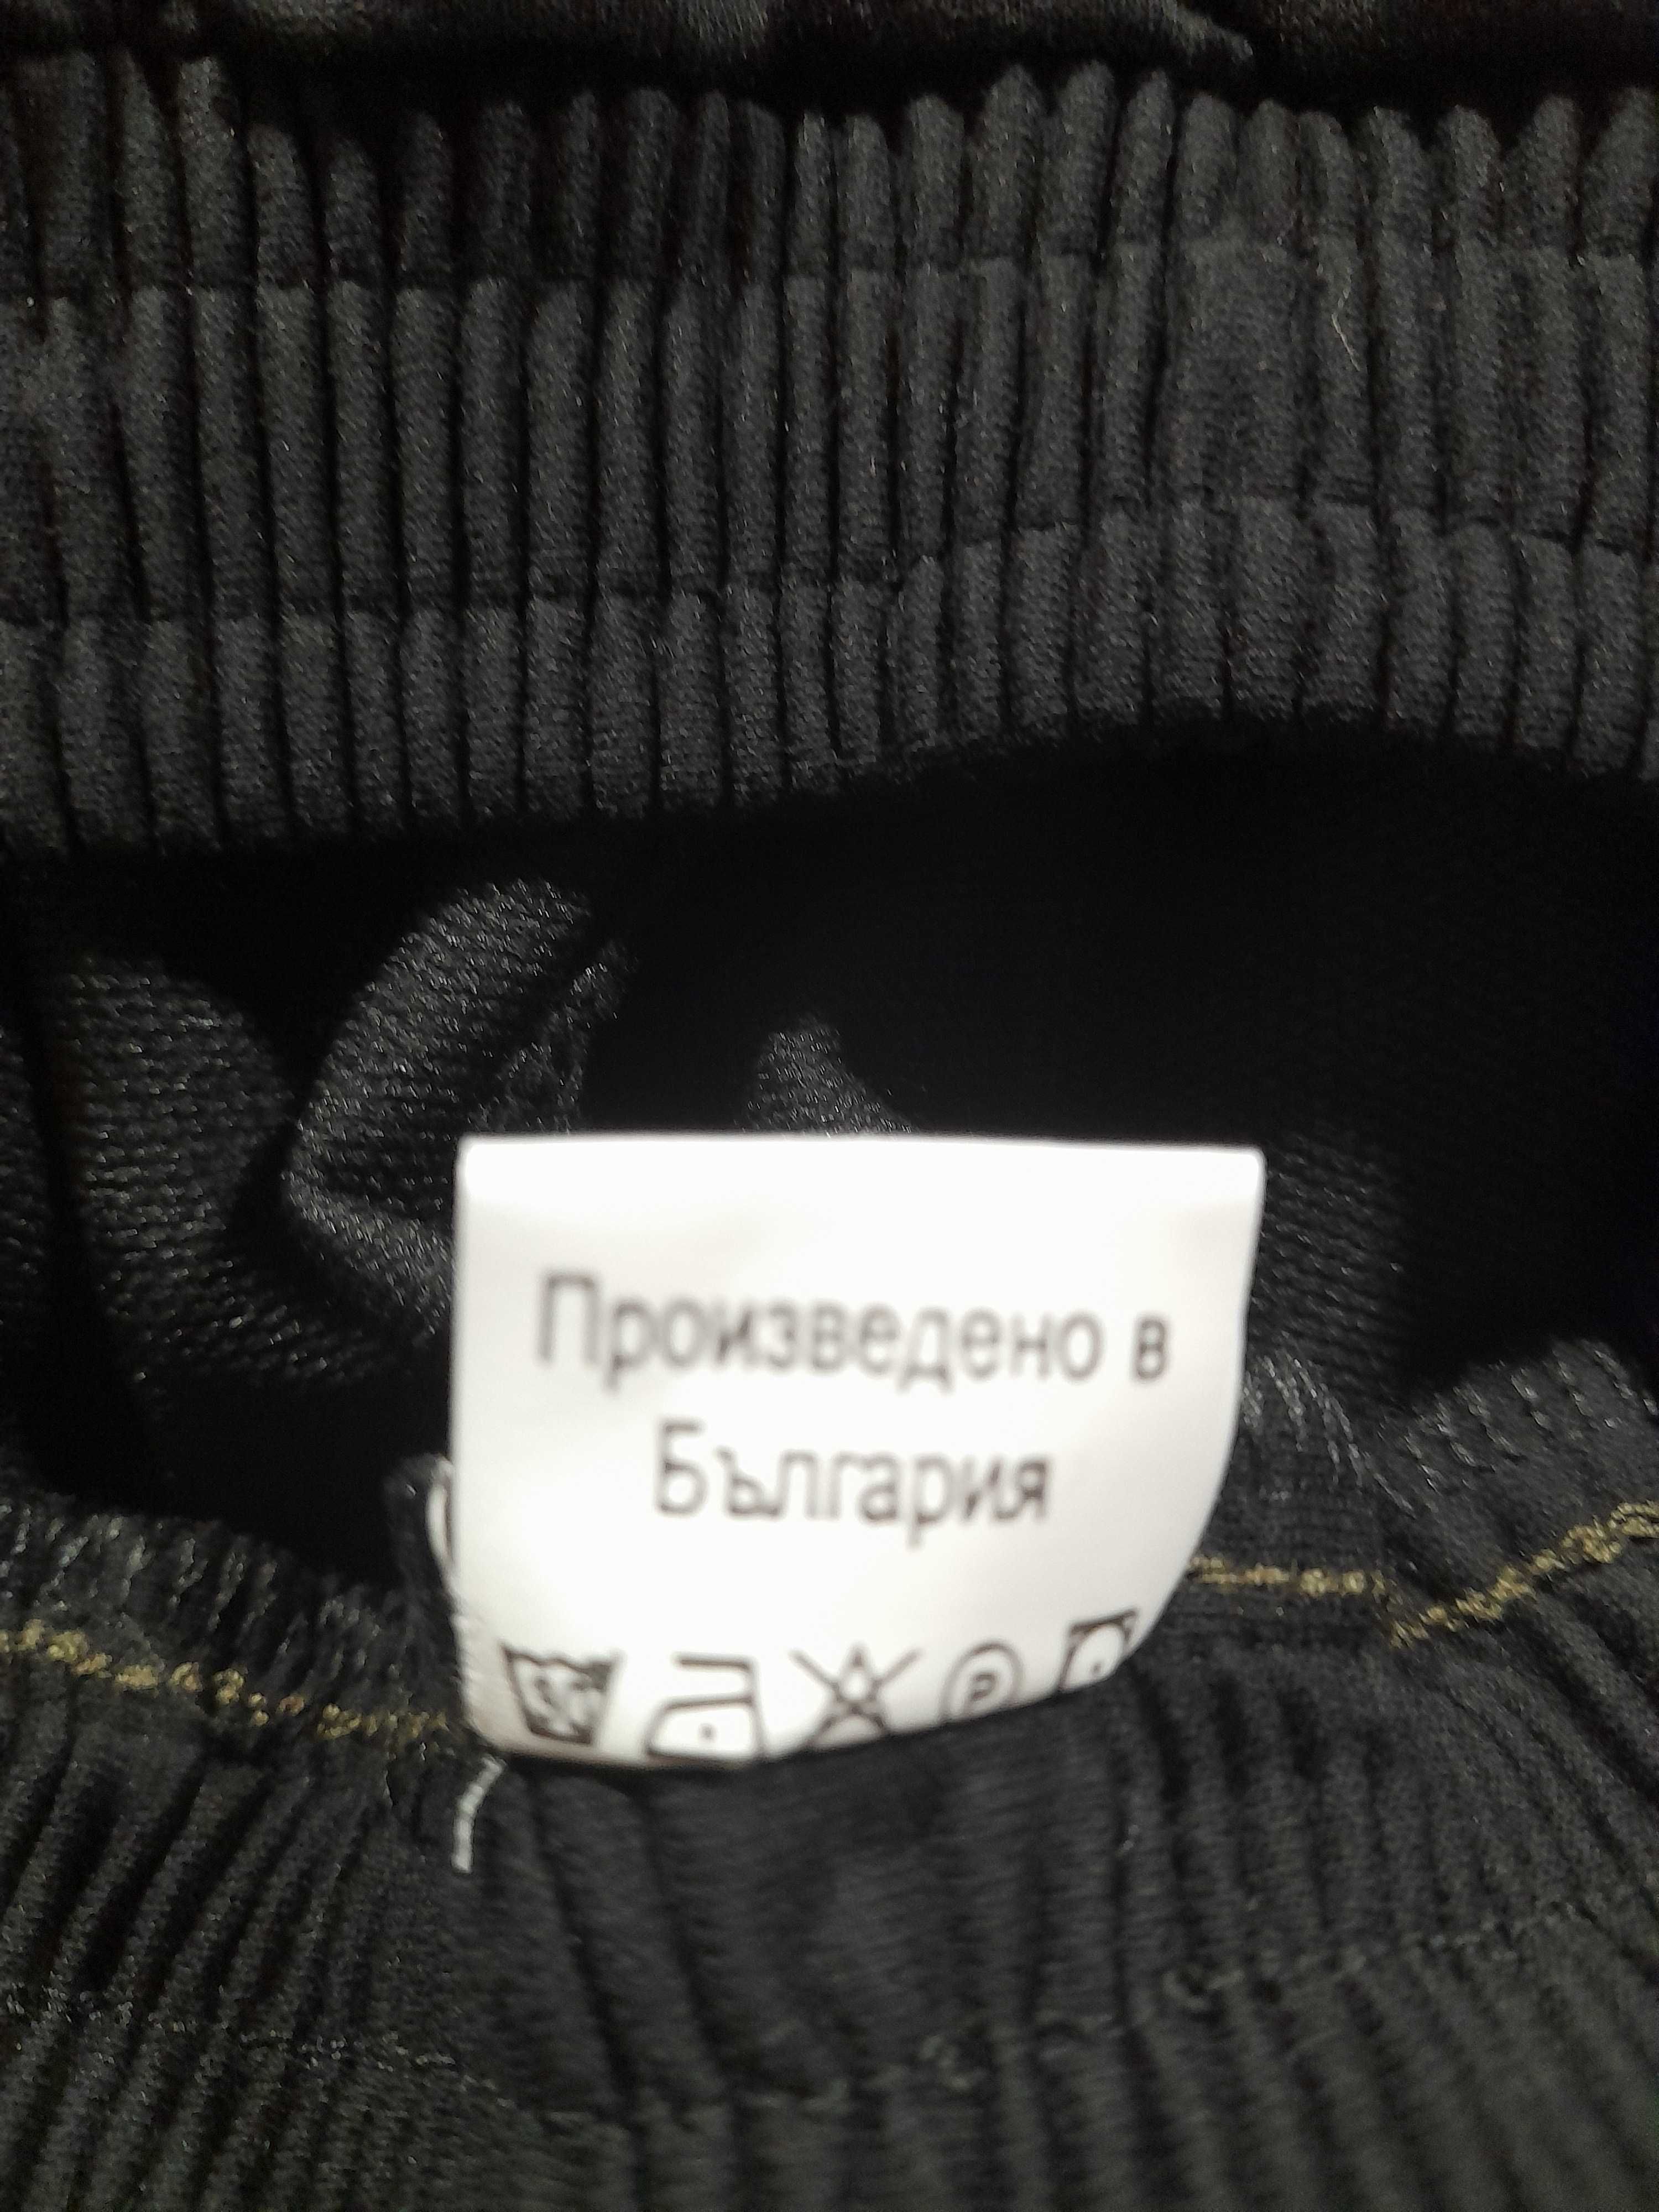 Произведено в
България
P